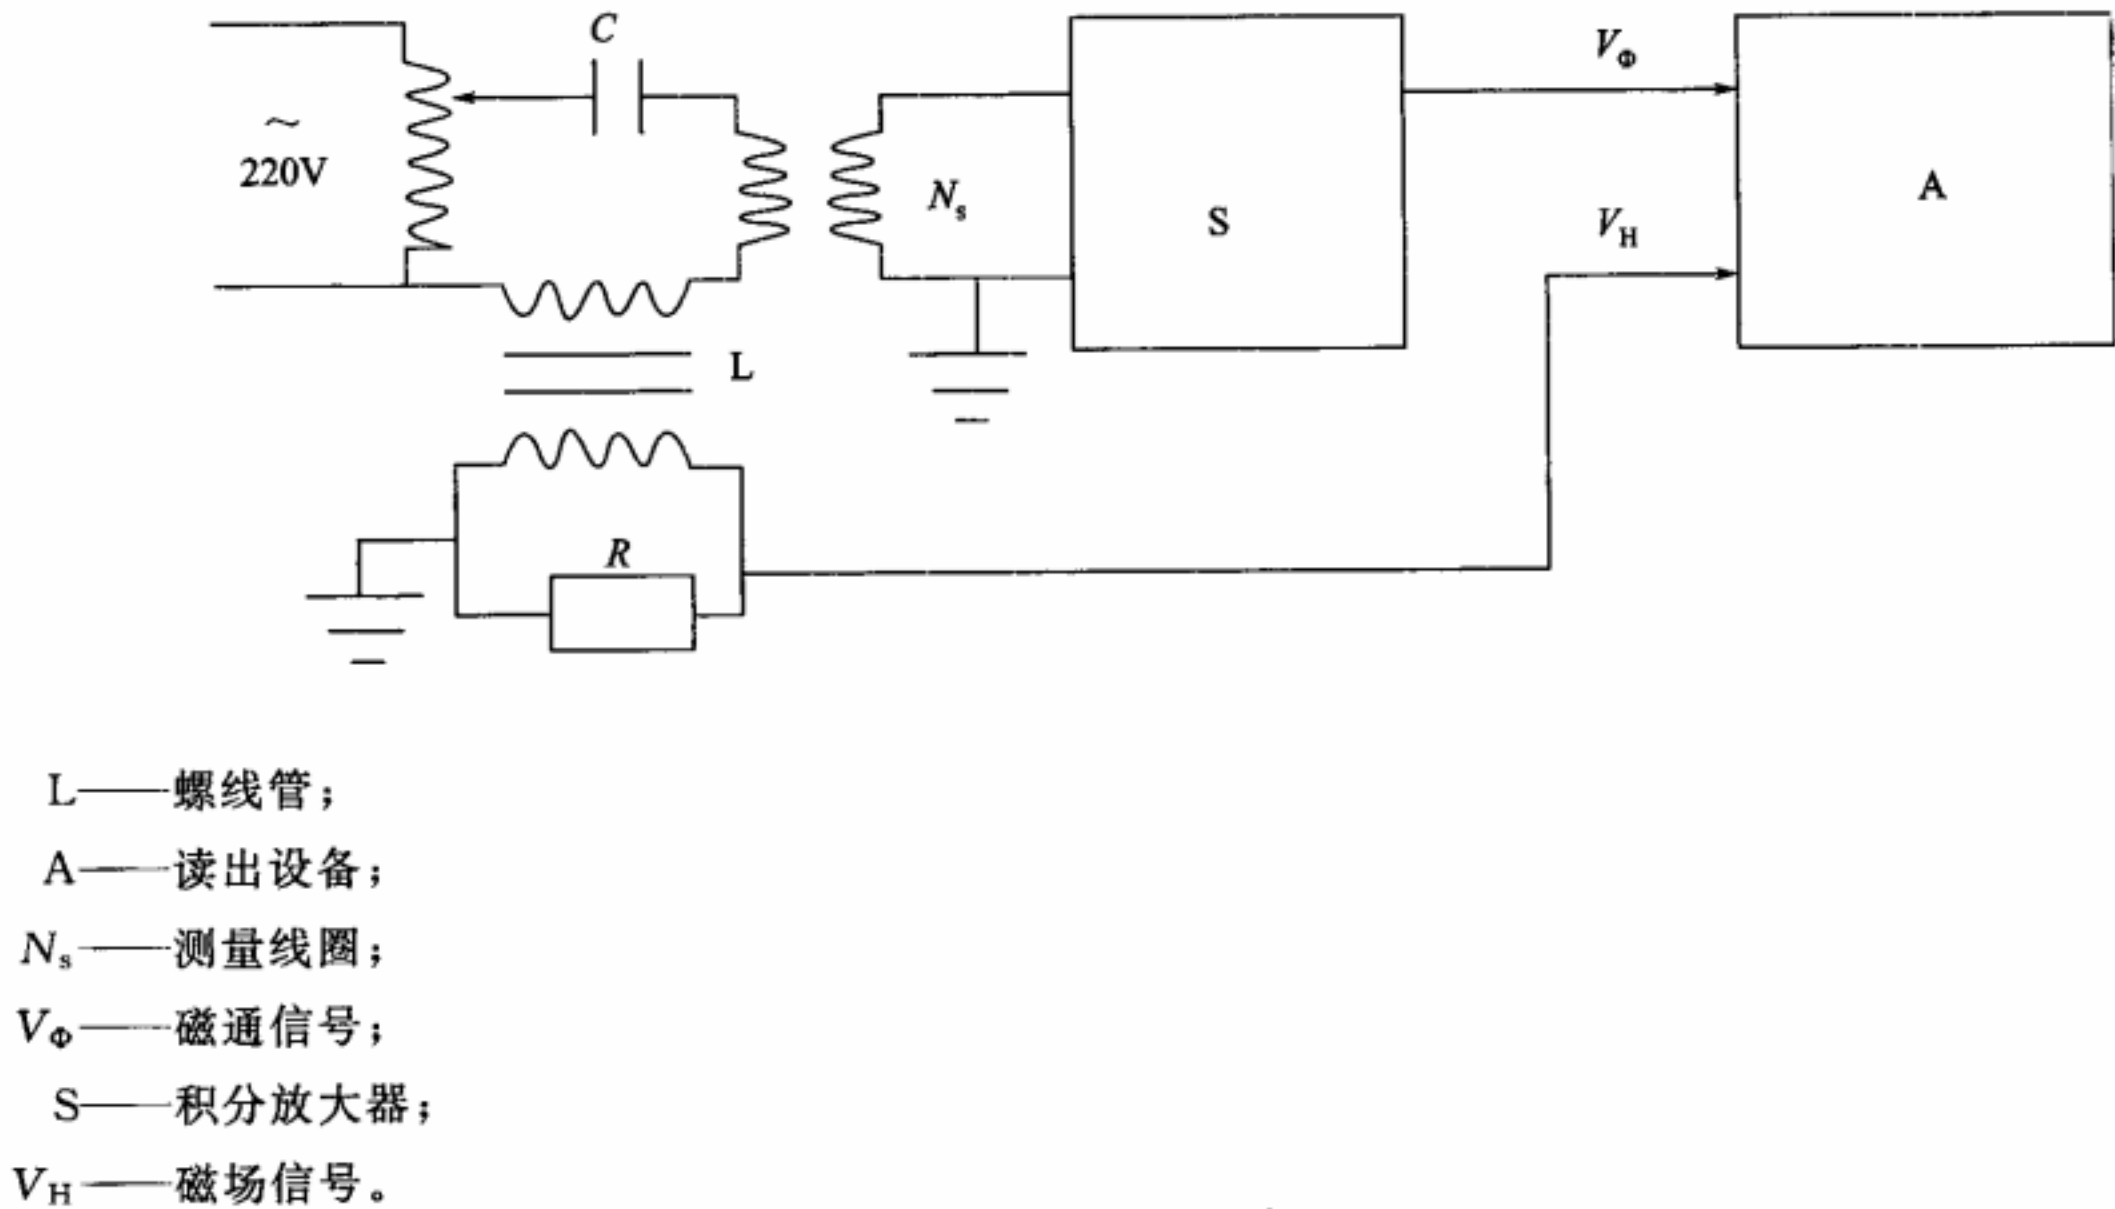 C
V_Φ
~
220V
N_s
S
A
V_H
L
R
L——螺线管；
A——读出设备；
N_s——测量线圈；
V_Φ——磁通信号；
S——积分放大器；
V_H——磁场信号。